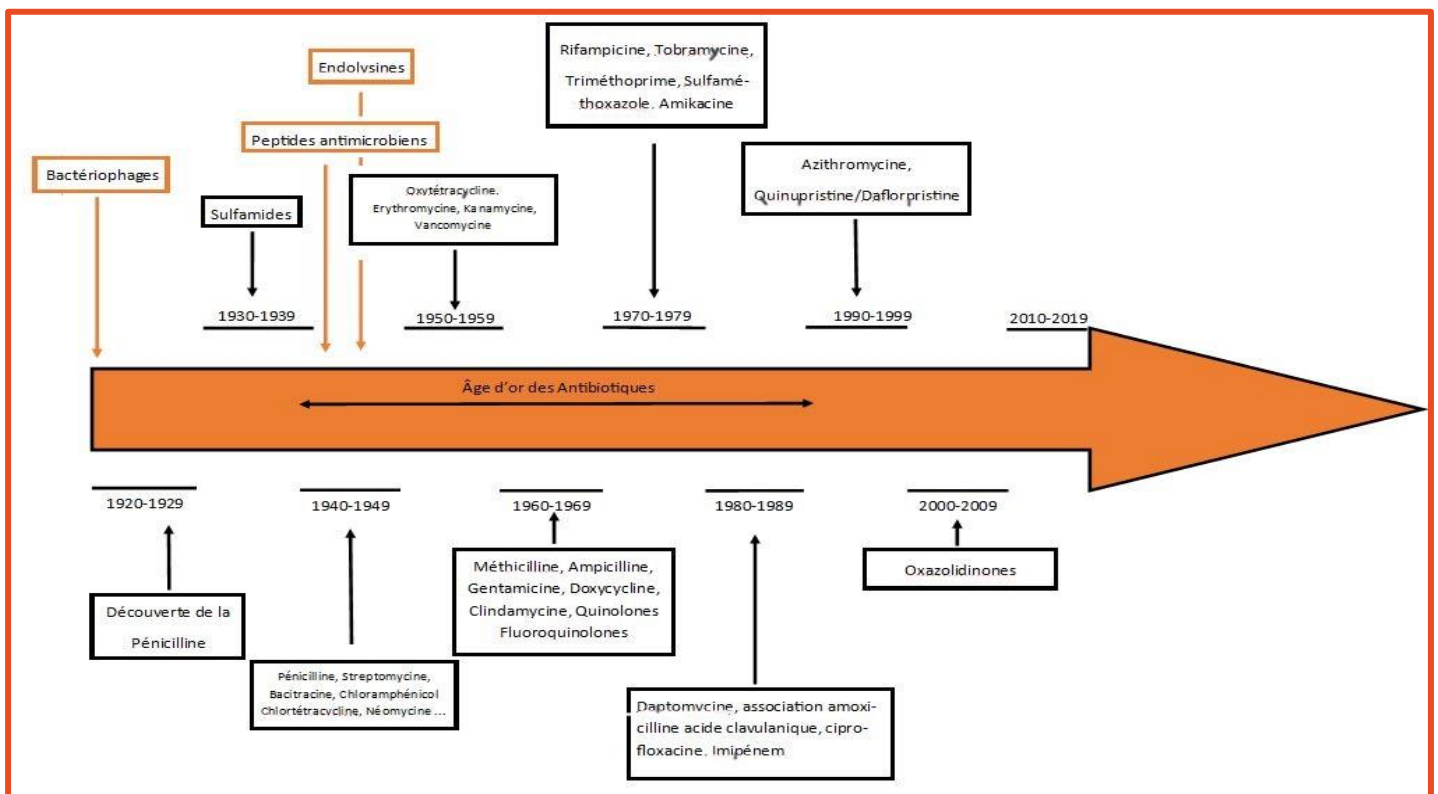 Rifampicine, Tobramycine,
Triméthoprime, Sulfamé-
thoxazole. Amikacine
Endolysines
Peptides antimicrobiens
Bactériophages
Azithromycine,
Quinupristine/Daflorpristine
Oxytétracycline.
Erythromycine, Kanamycine,
Vancomycine
Sulfamides
1930-1939
1950-1959
1970-1979
1990-1999
2010-2019
Âge d'or des Antibiotiques
1920-1929
1940-1949
1960-1969
1980-1989
2000-2009
Découverte de la
Pénicilline
Pénicilline, Streptomycine,
Bacitracine, Chloramphénicol
Chlortétracycline, Néomycine ...
Méthicilline, Ampicilline,
Gentamicine, Doxycycline,
Clindamycine, Quinolones
Fluoroquinolones
Daptomycine, association amoxi-
cilline acide clavulanique, cipro-
floxacine. Imipénem
Oxazolidinones